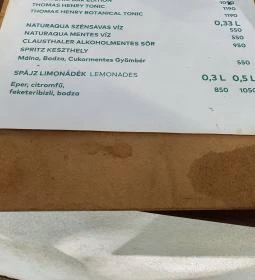 THOMAS HENRY TONIC 1190
THOMAS HENRY BOTANICAL TONIC 1190
0,33 L
NATURAQUA SZÉNSAVAS VÍZ 550
NATURAQUA MENTES VÍZ 550
CLAUSTHALER ALKOHOLMENTES SÖR 950
SPRITZ KESZTHELY
Málna, Bodza, Cukormentes Gyömbér 550
SPÁJZ LIMONÁDÉK LEMONADES 0,3 L 0,5 L
Eper, citromfű, 850 1050
feketeribizli, bodza